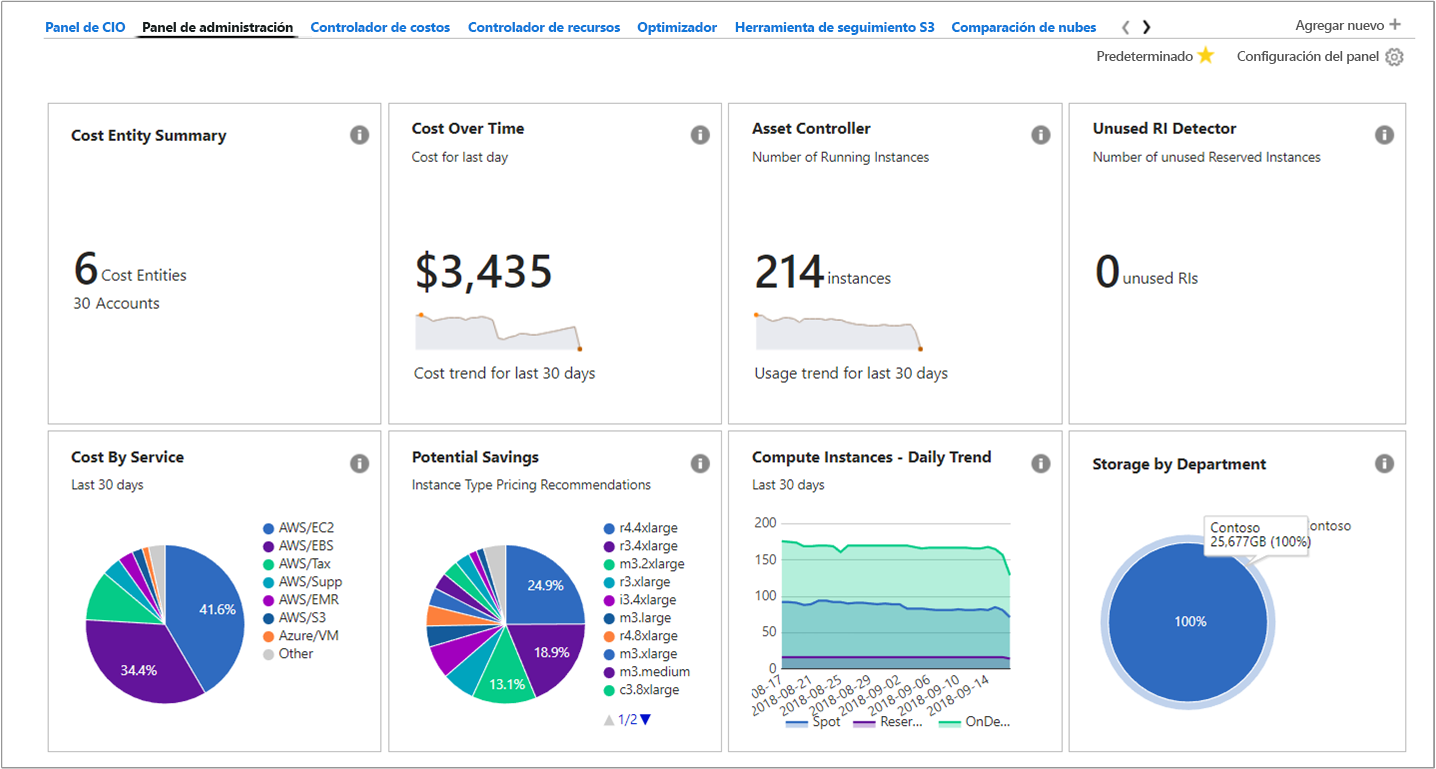 Panel de CIO Panel de administración Controlador de costos Controlador de recursos Optimizador Herramienta de seguimiento S3 Comparación de nubes Agregar nuevo
Predeterminado Configuración del panel
Cost Entity Summary
6 Cost Entities
30 Accounts
Cost Over Time
Cost for last day
$3,435
Cost trend for last 30 days
Asset Controller
Number of Running Instances
214 instances
Usage trend for last 30 days
Unused RI Detector
Number of unused Reserved Instances
0 unused RIs
Cost By Service
Last 30 days
41.6%
34.4%
AWS/EC2
AWS/EBS
AWS/Tax
AWS/Supp
AWS/EMR
AWS/S3
Azure/VM
Other
Potential Savings
Instance Type Pricing Recommendations
24.9%
18.9%
13.1%
r4.4xlarge
r3.4xlarge
m3.2xlarge
r3.xlarge
i3.4xlarge
m3.large
r4.8xlarge
m3.xlarge
m3.medium
c3.8xlarge
1/2
Compute Instances - Daily Trend
Last 30 days
200
150
100
50
0
08-17
2018-08-21
2018-08-25
2018-08-29
2018-09-02
2018-09-06
2018-09-10
2018-09-14
Spot Reser... OnDe...
Storage by Department
Contoso
25,677GB (100%)
ontoso
100%